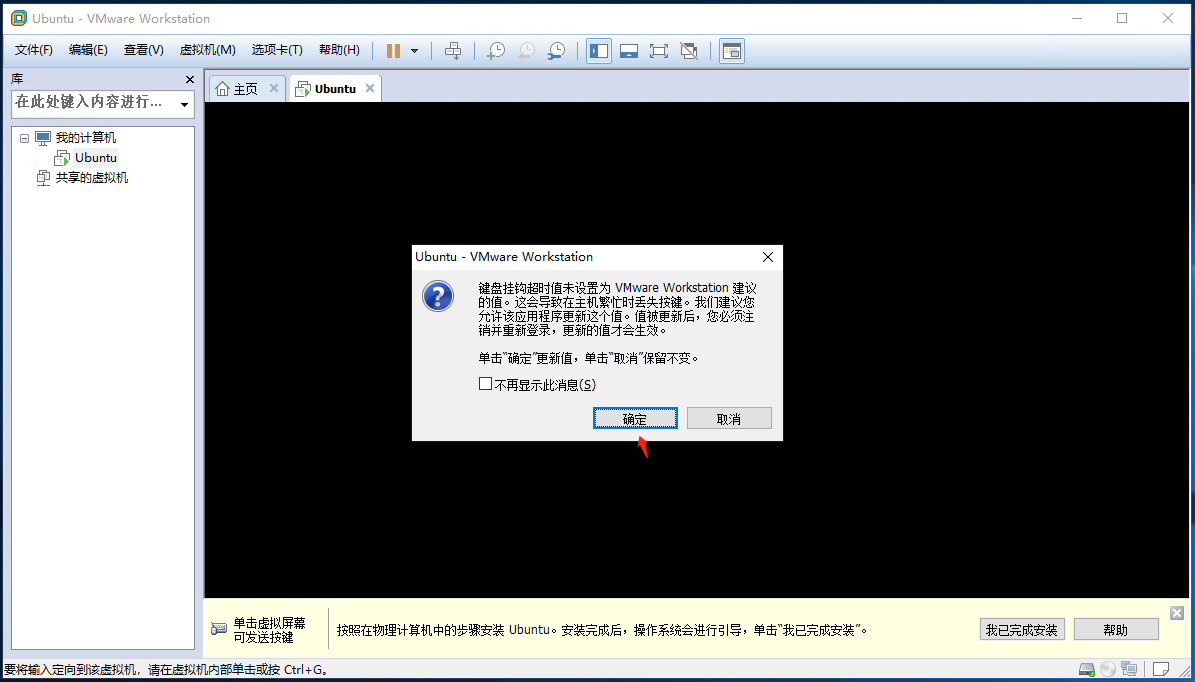 Ubuntu - VMware Workstation
文件(F) 编辑(E) 查看(V) 虚拟机(M) 选项卡(T) 帮助(H)
库
在此处键入内容进行...
主页
Ubuntu
我的计算机
Ubuntu
共享的虚拟机
Ubuntu - VMware Workstation
键盘挂钩超时值未设置为 VMware Workstation 建议
的值。这会导致在主机繁忙时丢失按键。我们建议您
允许该应用程序更新这个值。值被更新后，您必须注
销并重新登录，更新的值才会生效。
单击“确定”更新值，单击“取消”保留不变。
不再显示此消息(S)
确定
取消
单击虚拟屏幕
可发送按键
按照在物理计算机中的步骤安装 Ubuntu。安装完成后，操作系统会进行引导，单击“我已完成安装”。
我已完成安装
帮助
要将输入定向到该虚拟机，请在虚拟机内部单击或按 Ctrl+G。